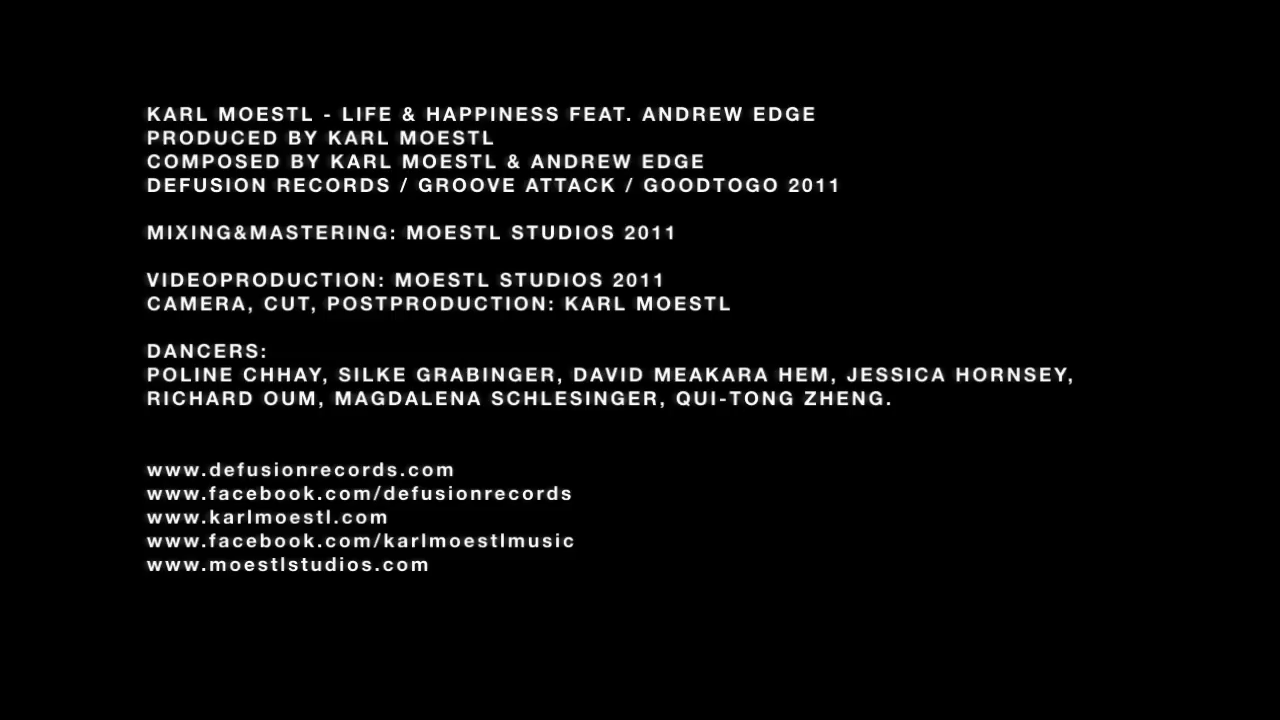 KARL MOESTL - LIFE & HAPPINESS FEAT. ANDREW EDGE
PRODUCED BY KARL MOESTL
COMPOSED BY KARL MOESTL & ANDREW EDGE
DEFUSION RECORDS / GROOVE ATTACK / GOODTOGO 2011
MIXING&MASTERING: MOESTL STUDIOS 2011
VIDEOPRODUCTION: MOESTL STUDIOS 2011
CAMERA, CUT, POSTPRODUCTION: KARL MOESTL
DANCERS:
POLINE CHHAY, SILKE GRABINGER, DAVID MEAKARA HEM, JESSICA HORNSEY,
RICHARD OUM, MAGDALENA SCHLESINGER, QUI-TONG ZHENG.
www.defusionrecords.com
www.facebook.com/defusionrecords
www.karlmoestl.com
www.facebook.com/karlmoestlmusic
www.moestlstudios.com